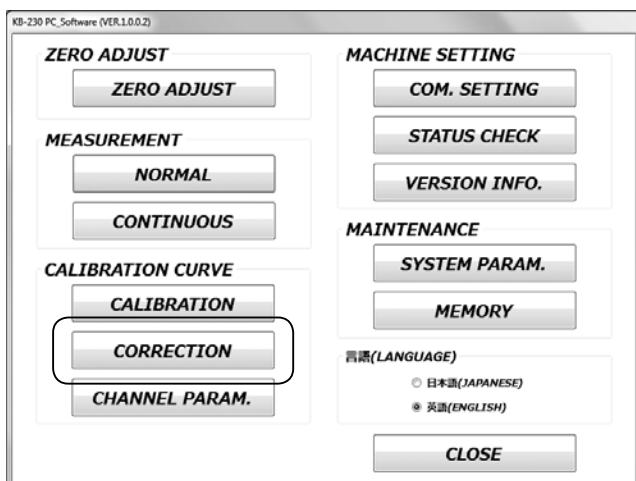 KB-230 PC_Software (VER.1.0.0.2)
ZERO ADJUST
ZERO ADJUST
MEASUREMENT
NORMAL
CONTINUOUS
CALIBRATION CURVE
CALIBRATION
CORRECTION
CHANNEL PARAM.
MACHINE SETTING
COM. SETTING
STATUS CHECK
VERSION INFO.
MAINTENANCE
SYSTEM PARAM.
MEMORY
言語(LANGUAGE)
日本語(JAPANESE)
英語(ENGLISH)
CLOSE